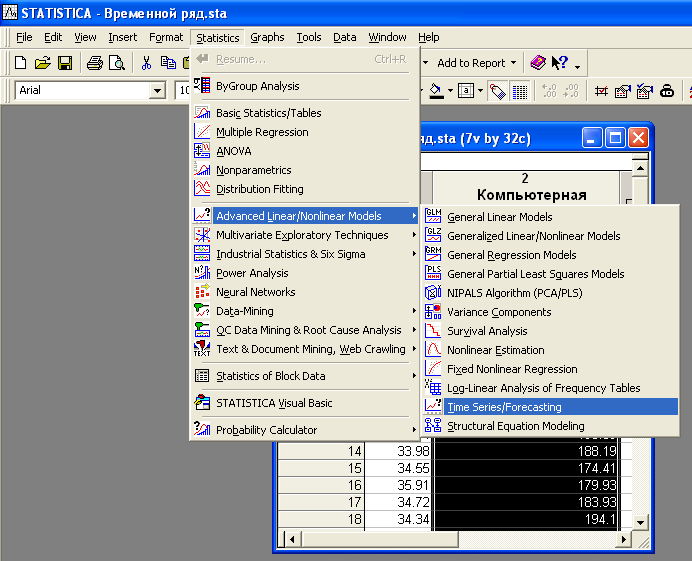 STATISTICA - Временной ряд.sta
File Edit View Insert Format Statistics Graphs Tools Data Window Help
Resume... Ctrl+R
Add to Report
Arial
ByGroup Analysis
Basic Statistics/Tables
Multiple Regression
ANOVA
Nonparametrics
Distribution Fitting
Advanced Linear/Nonlinear Models
Multivariate Exploratory Techniques
Industrial Statistics & Six Sigma
Power Analysis
Neural Networks
Data-Mining
QC Data Mining & Root Cause Analysis
Text & Document Mining, Web Crawling
Statistics of Block Data
STATISTICA Visual Basic
Probability Calculator
яд.sta (7v by 32c)
2
Компьютерная
GLM General Linear Models
GLZ Generalized Linear/Nonlinear Models
GRM General Regression Models
PLS General Partial Least Squares Models
NIPALS Algorithm (PCA/PLS)
Variance Components
Survival Analysis
Nonlinear Estimation
Fixed Nonlinear Regression
Log-Linear Analysis of Frequency Tables
Time Series/Forecasting
Structural Equation Modeling
14 33.98 188.19
15 34.55 174.41
16 35.91 179.93
17 34.72 183.93
18 34.34 194.1